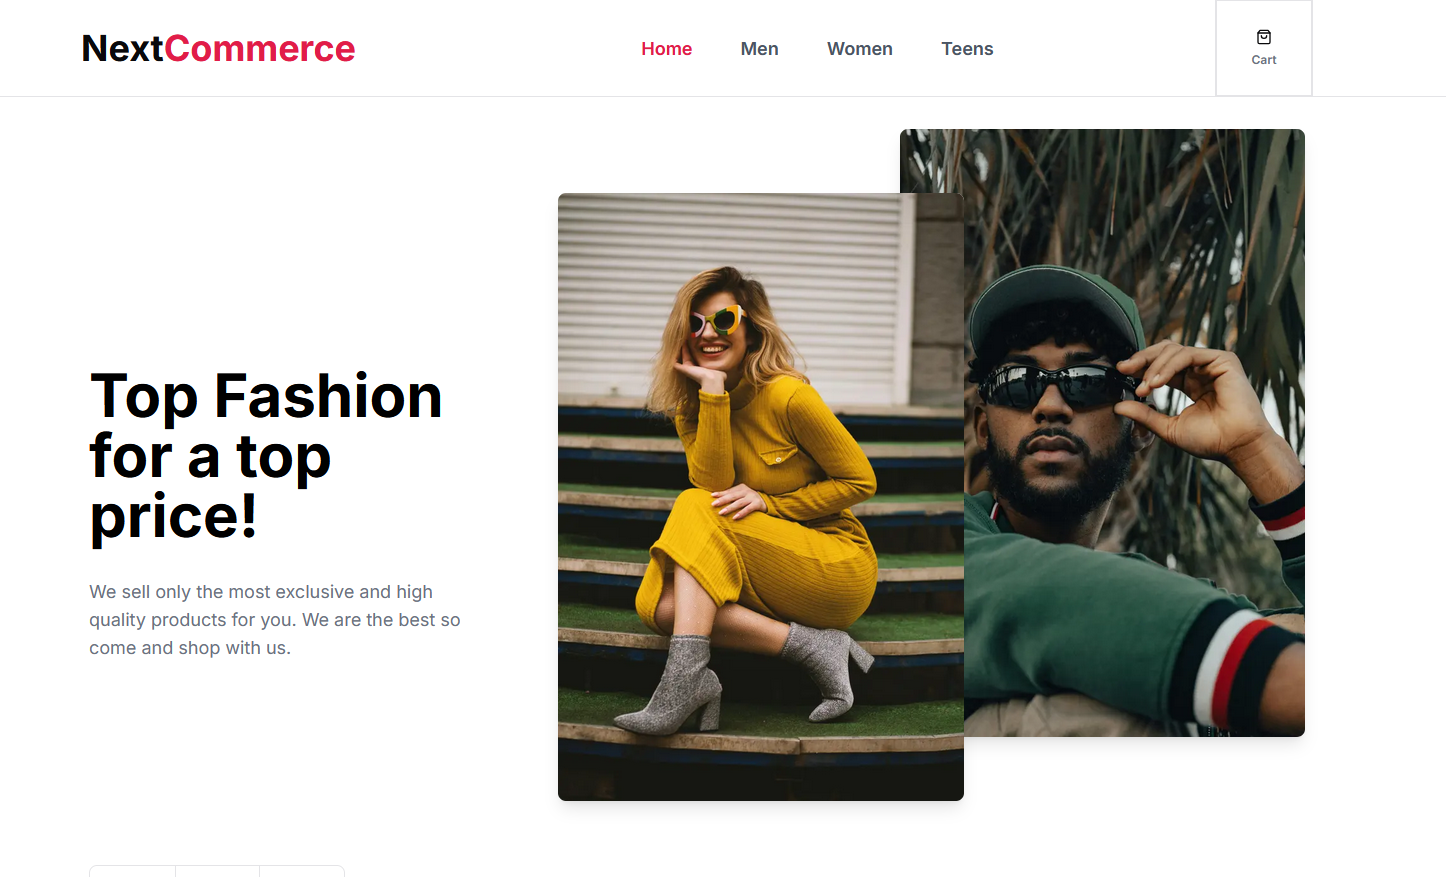 NextCommerce
Home
Men
Women
Teens
Cart
Top Fashion
for a top
price!
We sell only the most exclusive and high
quality products for you. We are the best so
come and shop with us.